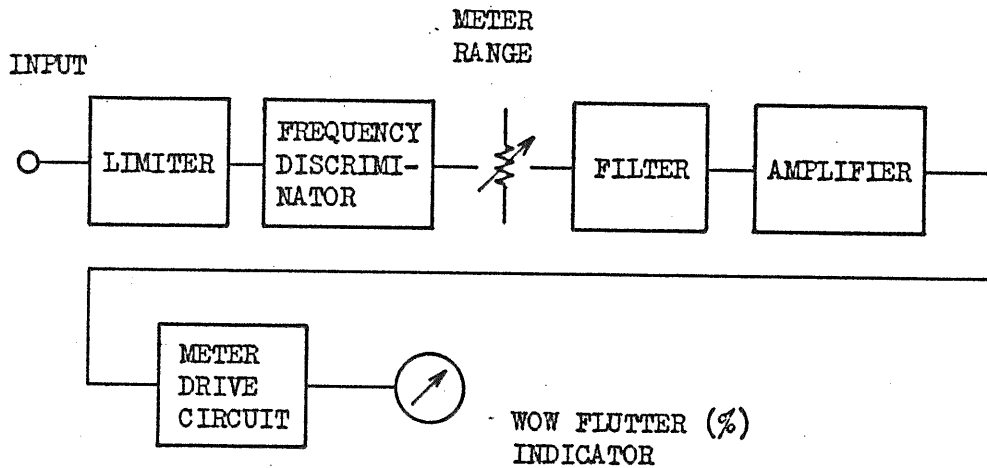 METER
RANGE
INPUT
LIMITER
FREQUENCY
DISCRIMI-
NATOR
FILTER
AMPLIFIER
METER
DRIVE
CIRCUIT
WOW FLUTTER (%)
INDICATOR